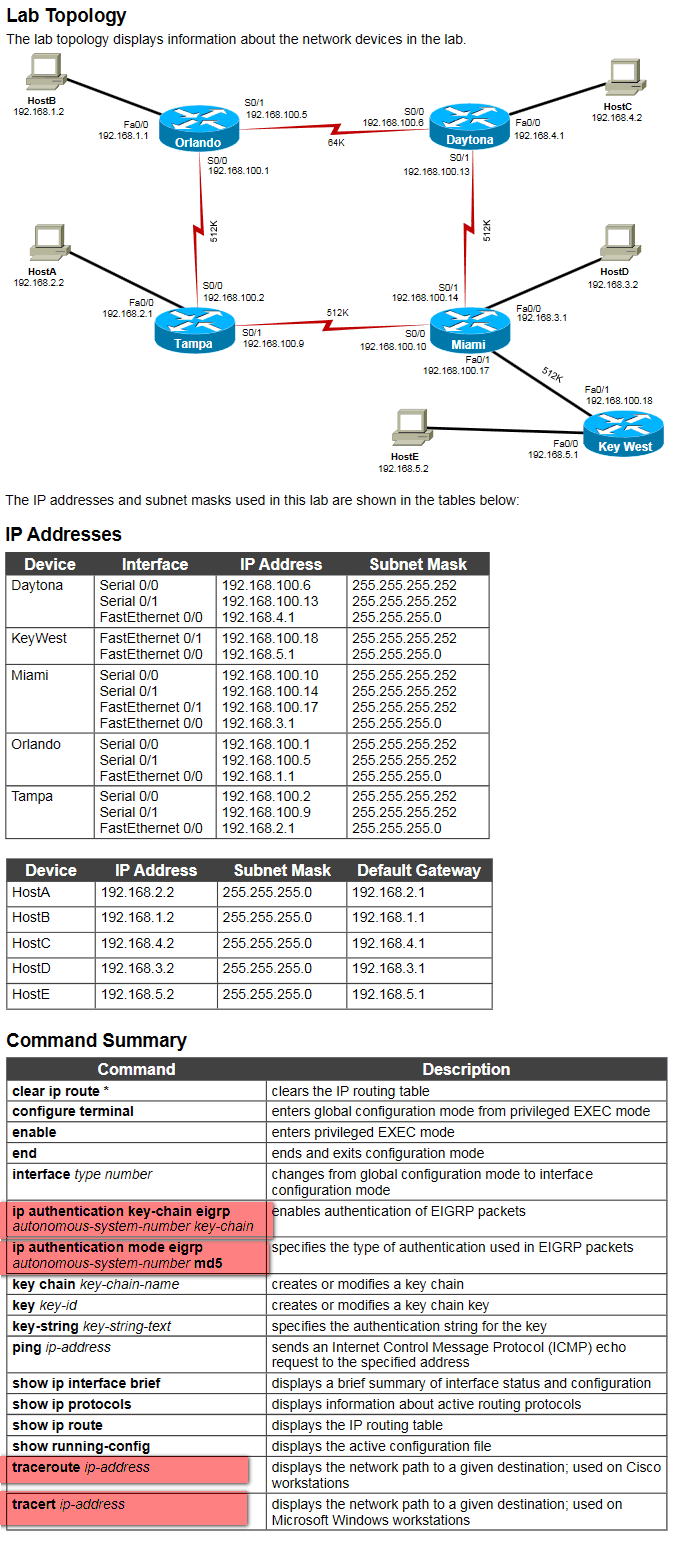 Lab Topology
The lab topology displays information about the network devices in the lab.
HostB
192.168.1.2
Fa0/0
192.168.1.1
Orlando
S0/1
192.168.100.5
S0/0
192.168.100.1
64K
S0/0
192.168.100.6
Daytona
S0/1
192.168.100.13
Fa0/0
192.168.4.1
HostC
192.168.4.2
512K
512K
HostA
192.168.2.2
Fa0/0
192.168.2.1
Tampa
S0/0
192.168.100.2
S0/1
192.168.100.9
512K
S0/1
192.168.100.14
S0/0
192.168.100.10
Miami
Fa0/0
192.168.3.1
HostD
192.168.3.2
Fa0/1
192.168.100.17
512K
Fa0/1
192.168.100.18
Key West
Fa0/0
192.168.5.1
HostE
192.168.5.2
The IP addresses and subnet masks used in this lab are shown in the tables below:
IP Addresses
Device Interface IP Address Subnet Mask
Daytona Serial 0/0 192.168.100.6 255.255.255.252
Serial 0/1 192.168.100.13 255.255.255.252
FastEthernet 0/0 192.168.4.1 255.255.255.0
KeyWest FastEthernet 0/1 192.168.100.18 255.255.255.252
FastEthernet 0/0 192.168.5.1 255.255.255.0
Miami Serial 0/0 192.168.100.10 255.255.255.252
Serial 0/1 192.168.100.14 255.255.255.252
FastEthernet 0/1 192.168.100.17 255.255.255.252
FastEthernet 0/0 192.168.3.1 255.255.255.0
Orlando Serial 0/0 192.168.100.1 255.255.255.252
Serial 0/1 192.168.100.5 255.255.255.252
FastEthernet 0/0 192.168.1.1 255.255.255.0
Tampa Serial 0/0 192.168.100.2 255.255.255.252
Serial 0/1 192.168.100.9 255.255.255.252
FastEthernet 0/0 192.168.2.1 255.255.255.0
Device IP Address Subnet Mask Default Gateway
HostA 192.168.2.2 255.255.255.0 192.168.2.1
HostB 192.168.1.2 255.255.255.0 192.168.1.1
HostC 192.168.4.2 255.255.255.0 192.168.4.1
HostD 192.168.3.2 255.255.255.0 192.168.3.1
HostE 192.168.5.2 255.255.255.0 192.168.5.1
Command Summary
Command Description
clear ip route * clears the IP routing table
configure terminal enters global configuration mode from privileged EXEC mode
enable enters privileged EXEC mode
end ends and exits configuration mode
interface type number changes from global configuration mode to interface
configuration mode
ip authentication key-chain eigrp enables authentication of EIGRP packets
autonomous-system-number key-chain
ip authentication mode eigrp specifies the type of authentication used in EIGRP packets
autonomous-system-number md5
key chain key-chain-name creates or modifies a key chain
key key-id creates or modifies a key chain key
key-string key-string-text specifies the authentication string for the key
ping ip-address sends an Internet Control Message Protocol (ICMP) echo
request to the specified address
show ip interface brief displays a brief summary of interface status and configuration
show ip protocols displays information about active routing protocols
show ip route displays the IP routing table
show running-config displays the active configuration file
traceroute ip-address displays the network path to a given destination; used on Cisco
workstations
tracert ip-address displays the network path to a given destination; used on
Microsoft Windows workstations